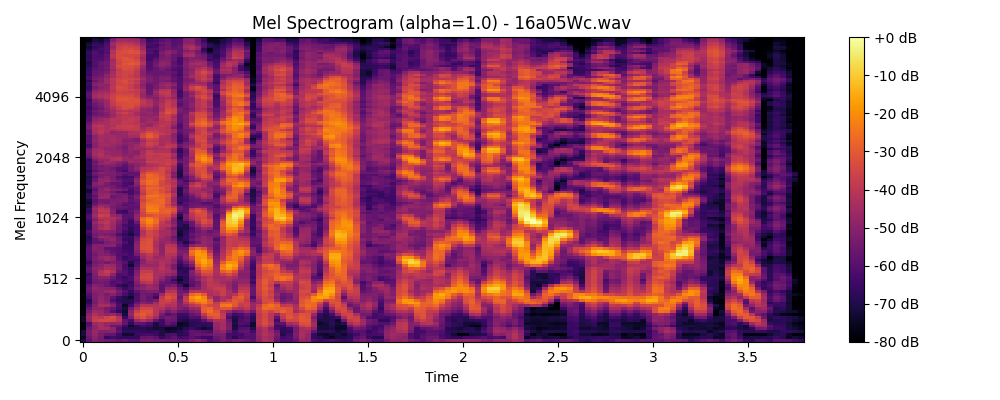 Mel Spectrogram (alpha=1.0) - 16a05Wc.wav
Mel Frequency
4096
2048
1024
512
0
0 0.5 1 1.5 2 2.5 3 3.5
Time
+0 dB
-10 dB
-20 dB
-30 dB
-40 dB
-50 dB
-60 dB
-70 dB
-80 dB